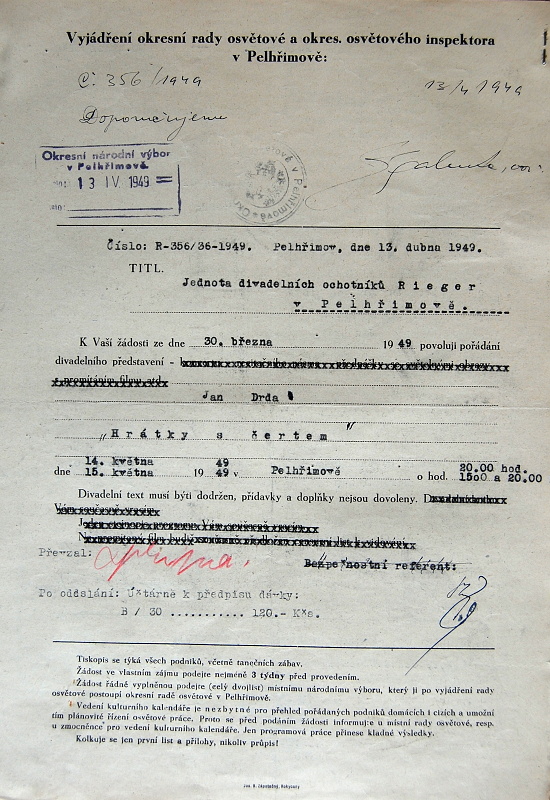 Vyjádření okresní rady osvětové a okres. osvětového inspektora
v Pelhřimově:
Č. 356/1949
13/4 1949
Doporučujeme
Okresní národní výbor
v Pelhřimově
13 IV. 1949
Číslo: R-356/36-1949. Pelhřimov, dne 13. dubna 1949.
TITL.
Jednota divadelních ochotníků Rieger
v Pelhřimově.
K Vaší žádosti ze dne 30. března 1949 povoluji pořádání
divadelního představení -
Jan Drda
„Hrátky s čertem"
14. května 49 20.00 hod.
dne 15. května 1949 v Pelhřimově o hod. 15oo a 20.00
Divadelní text musí býti dodržen, přídavky a doplňky nejsou dovoleny.
Převzal:
Bezpečnostní referent:
Po odeslání: Účtárně k předpisu dávky:
B / 30 ........... 120.- Kčs.
Tiskopis se týká všech podniků, včetně tanečních zábav.
Žádost ve vlastním zájmu podejte nejméně 3 týdny před provedením.
Žádost řádně vyplněnou podejte (celý dvojlist) místnímu národnímu výboru, který ji po vyjádření rady
osvětové postoupí okresní radě osvětové v Pelhřimově.
Vedení kulturního kalendáře je nezbytné pro přehled pořádaných podniků domácích i cizích a umožní
tím plánovité řízení osvětové práce. Proto se před podáním žádosti informujte u místní rady osvětové, resp.
u zmocněnce pro vedení kulturního kalendáře. Jen programová práce přinese kladné výsledky.
Kolkuje se jen první list a přílohy, nikoliv průpis!